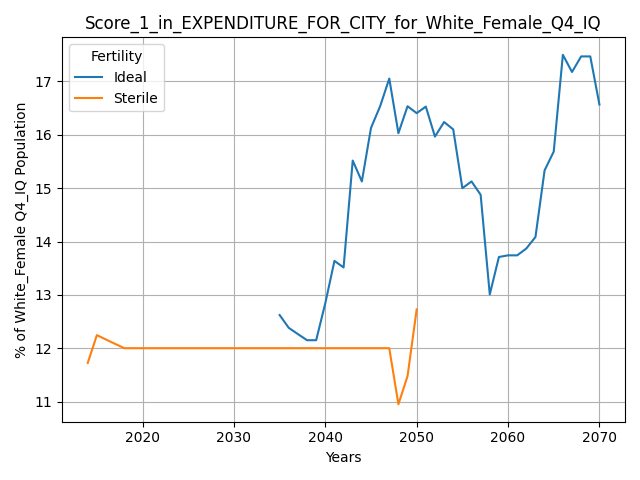 Score_1_in_EXPENDITURE_FOR_CITY_for_White_Female_Q4_IQ
Fertility
Ideal
Sterile
% of White_Female Q4_IQ Population
17
16
15
14
13
12
11
2020 2030 2040 2050 2060 2070
Years